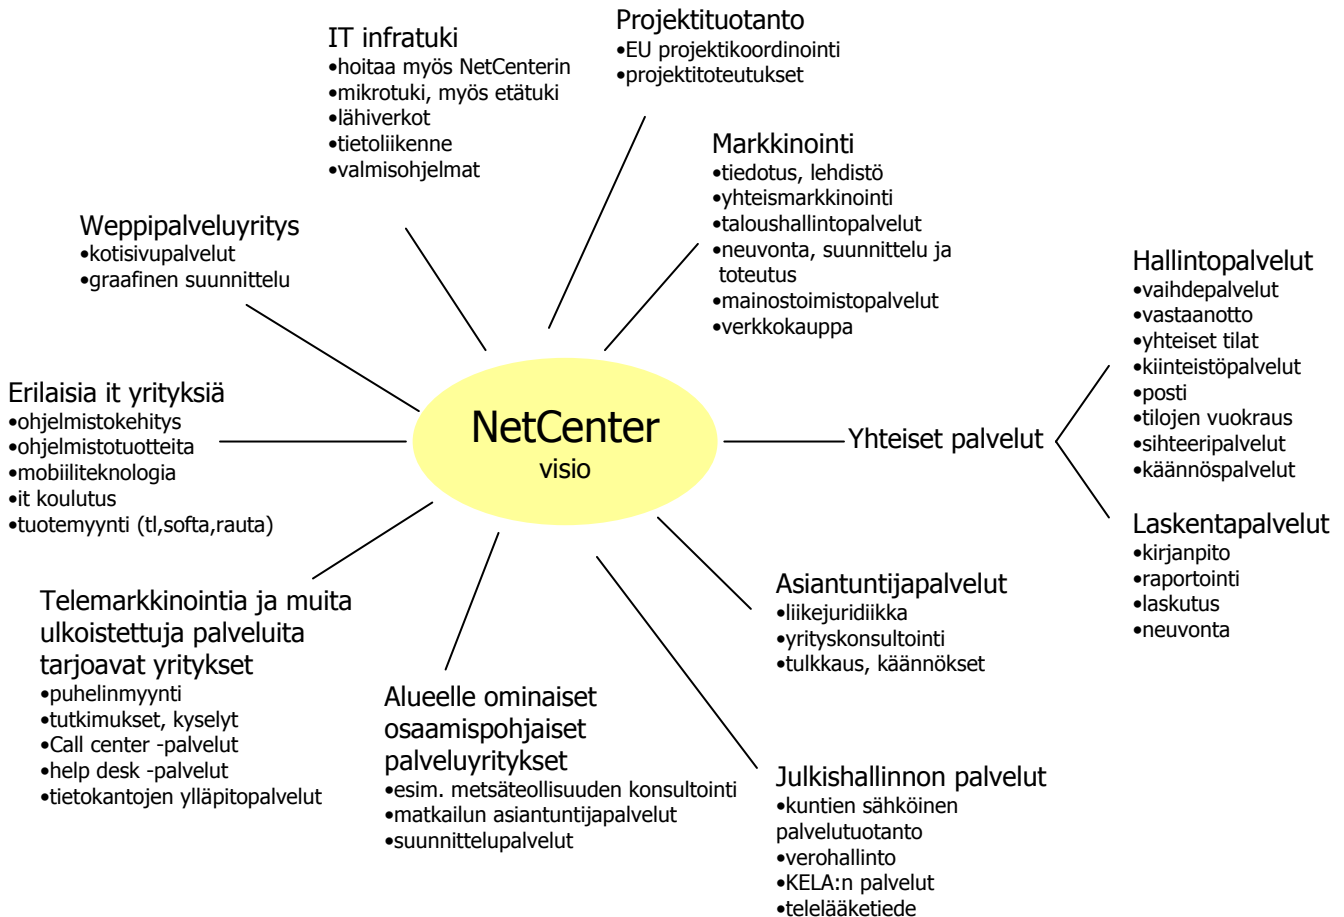 Projektituotanto
•EU projektikoordinointi
•projektitoteutukset
IT infratuki
•hoitaa myös NetCenterin
•mikrotuki, myös etätuki
•lähiverkot
•tietoliikenne
•valmisohjelmat
Markkinointi
•tiedotus, lehdistö
•yhteismarkkinointi
•taloushallintopalvelut
•neuvonta, suunnittelu ja
toteutus
•mainostoimistopalvelut
•verkkokauppa
Weppipalveluyritys
•kotisivupalvelut
•graafinen suunnittelu
Hallintopalvelut
•vaihdepalvelut
•vastaanotto
•yhteiset tilat
•kiinteistöpalvelut
•posti
•tilojen vuokraus
•sihteeripalvelut
•käännöspalvelut
Erilaisia it yrityksiä
•ohjelmistokehitys
•ohjelmistotuotteita
•mobiiliteknologia
•it koulutus
•tuotemyynti (tl,softa,rauta)
NetCenter
visio
Yhteiset palvelut
Laskentapalvelut
•kirjanpito
•raportointi
•laskutus
•neuvonta
Telemarkkinointia ja muita
ulkoistettuja palveluita
tarjoavat yritykset
•puhelinmyynti
•tutkimukset, kyselyt
•Call center -palvelut
•help desk -palvelut
•tietokantojen ylläpitopalvelut
Alueelle ominaiset
osaamispohjaiset
palveluyritykset
•esim. metsäteollisuuden konsultointi
•matkailun asiantuntijapalvelut
•suunnittelupalvelut
Asiantuntijapalvelut
•liikejuridiikka
•yrityskonsultointi
•tulkkaus, käännökset
Julkishallinnon palvelut
•kuntien sähköinen
palvelutuotanto
•verohallinto
•KELA:n palvelut
•telelääketiede